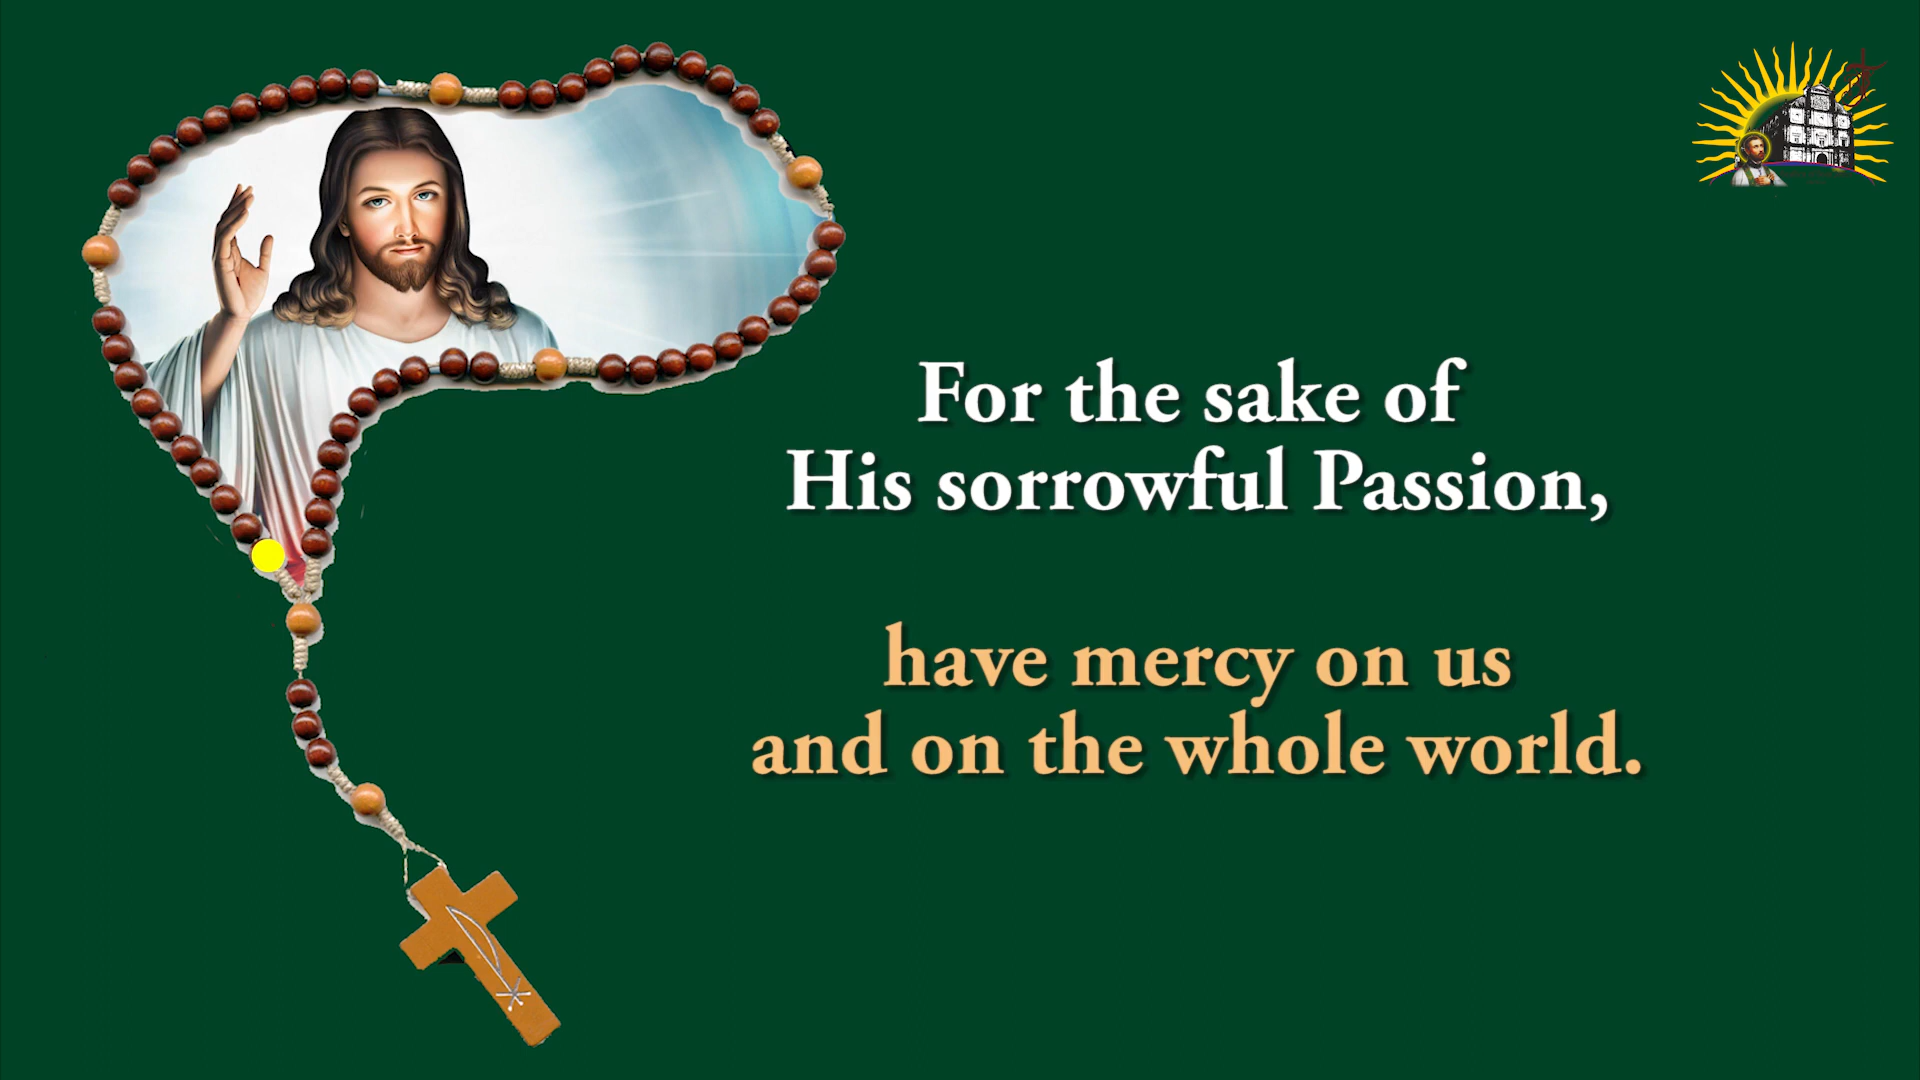 For the sake of
His sorrowful Passion,
have mercy on us
and on the whole world.